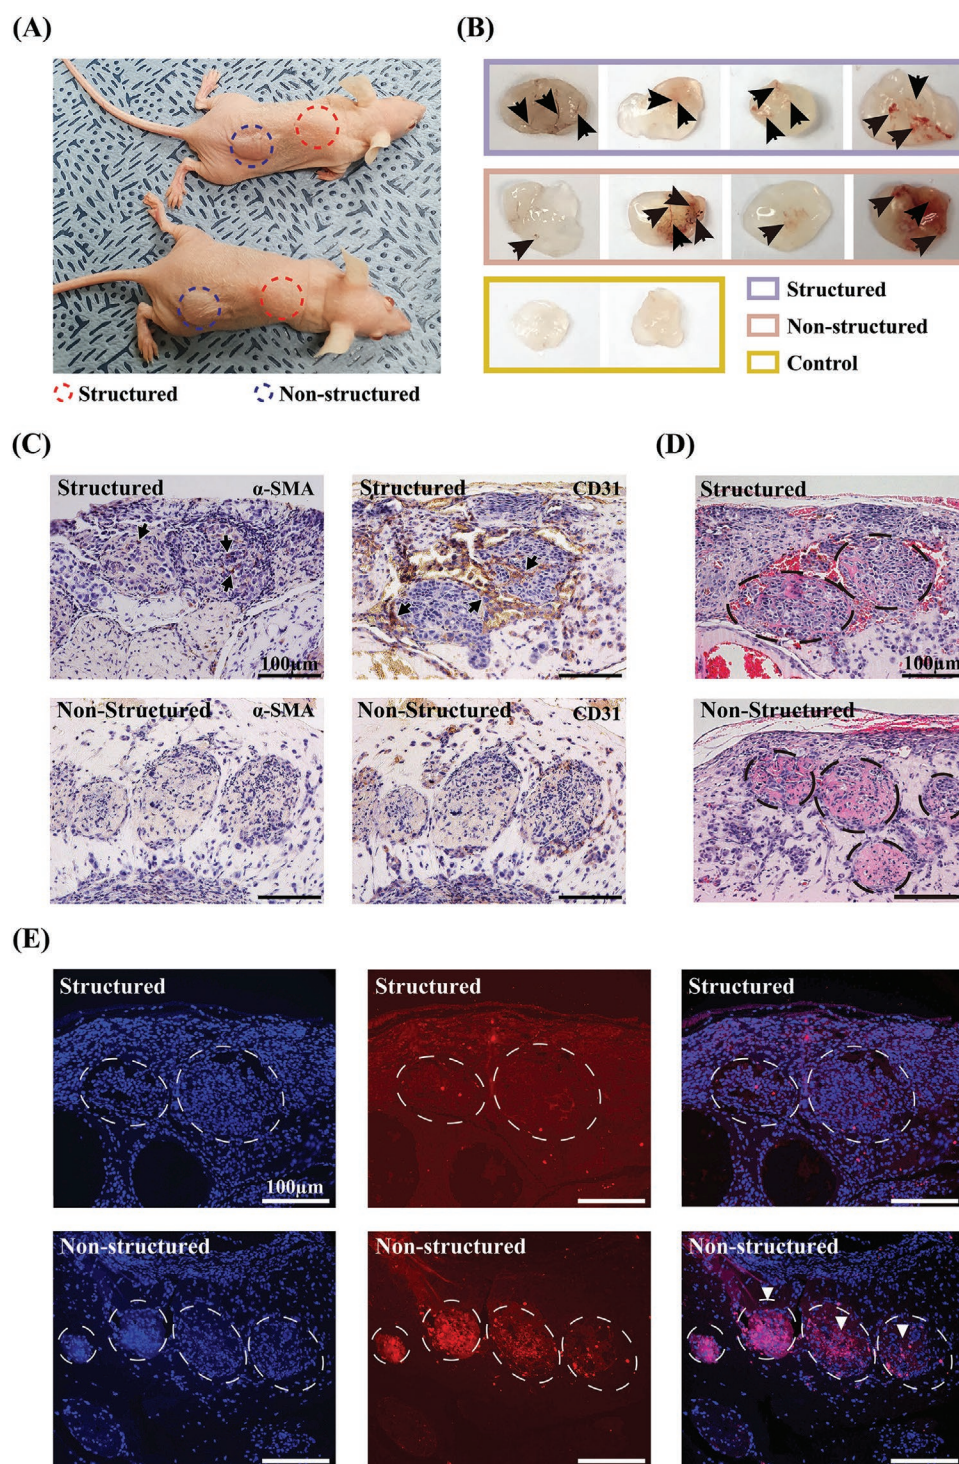 (A)
(B)
Structured
Non-structured
Control
Structured
Non-structured
(C)
(D)
Structured α-SMA
100µm
Structured CD31
Structured
100µm
Non-Structured α-SMA
Non-Structured CD31
Non-Structured
(E)
Structured
100µm
Structured
Structured
Non-structured
Non-structured
Non-structured